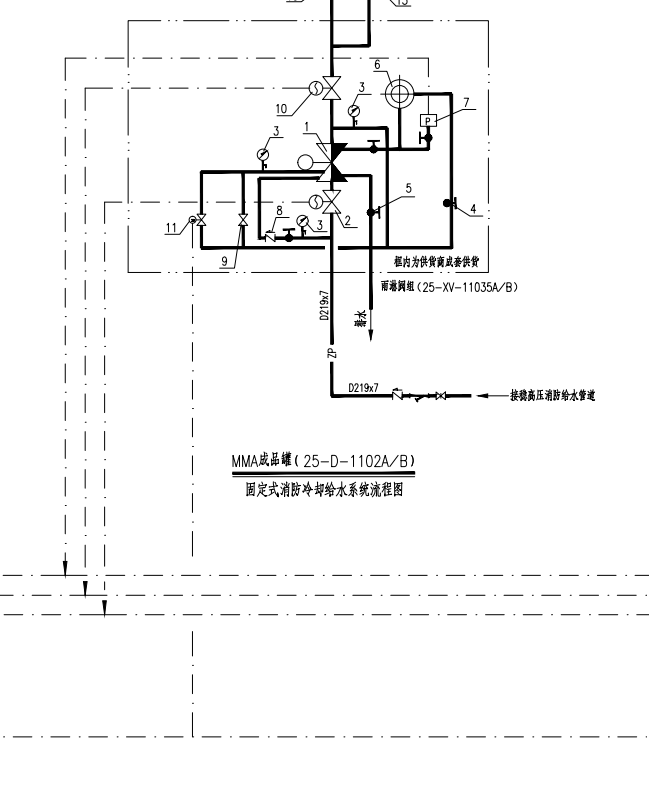 6
3
7
10
P
1
3
11
8
3
2
5
4
9
框内为供货商成套供货
雨淋阀组(25-XV-11035A/B)
D219x7
排水
ZP
D219x7
接稳高压消防给水管道
MMA成品罐(25-D-1102A/B)
固定式消防冷却给水系统流程图